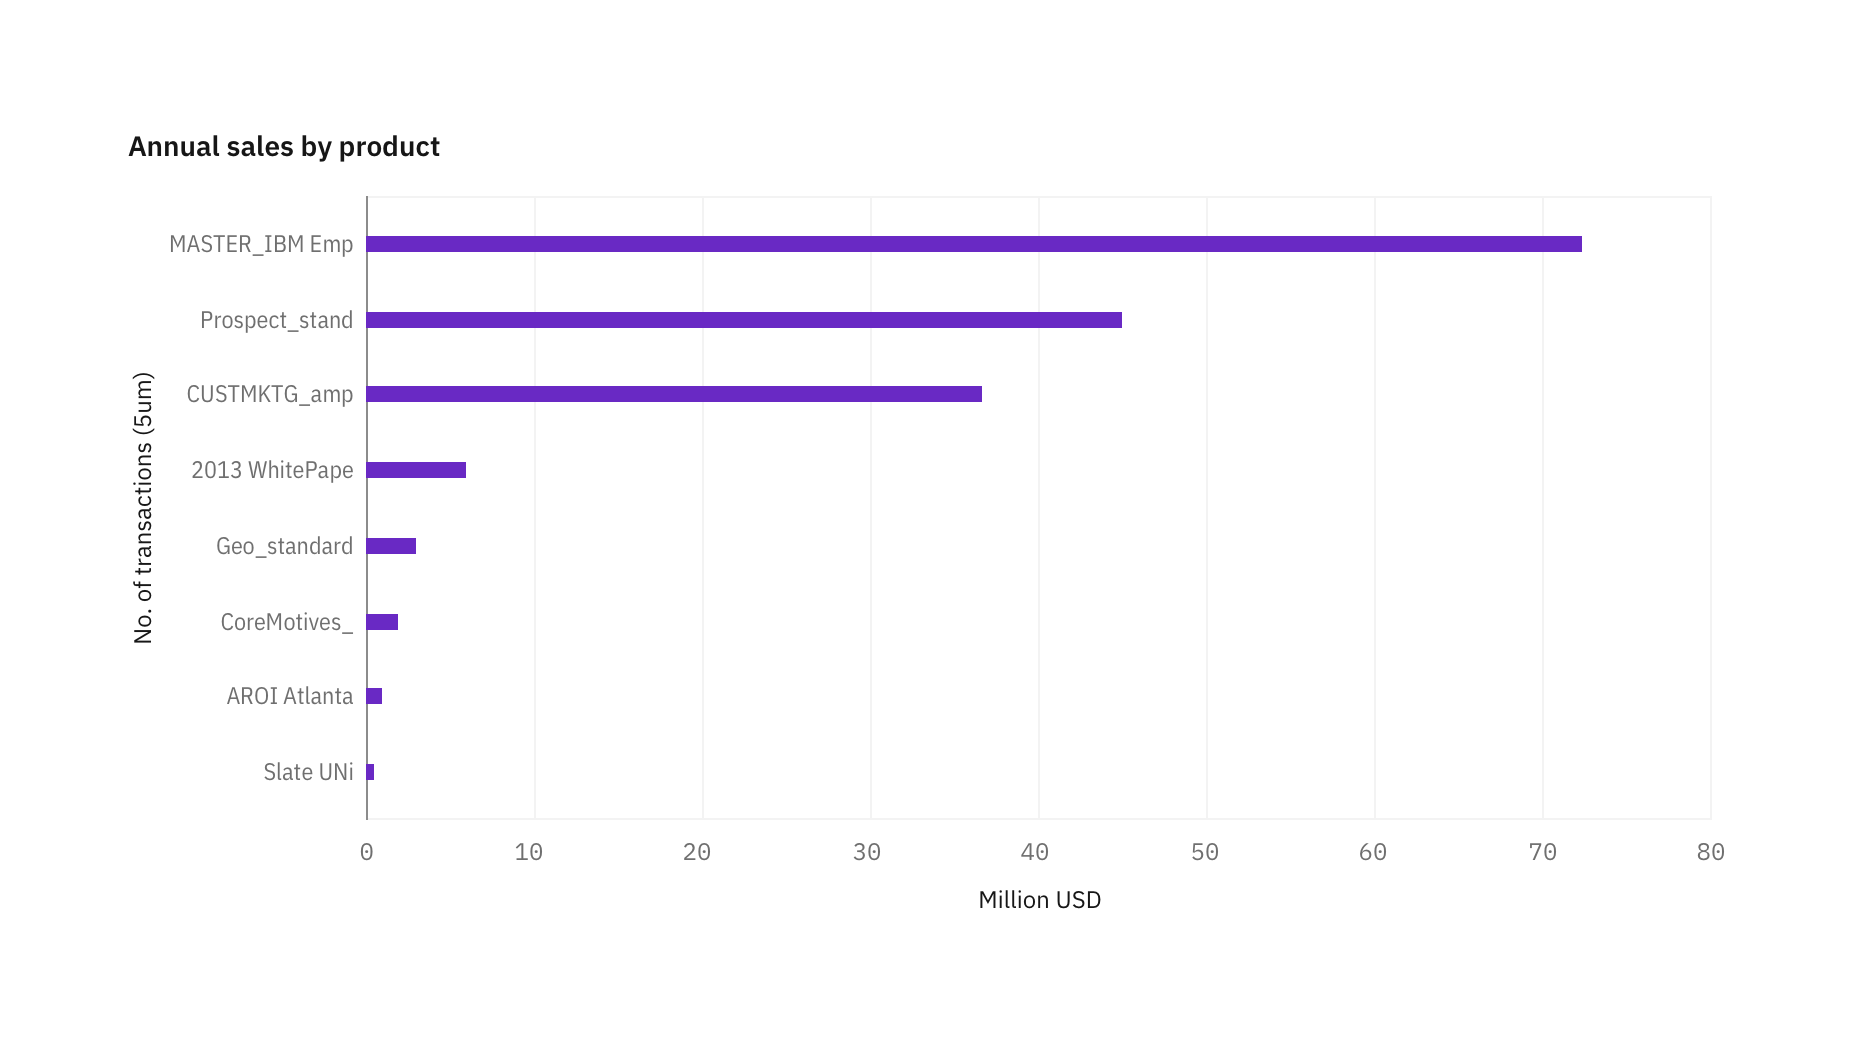 Annual sales by product
No. of transactions (5um)
MASTER_IBM Emp
Prospect_stand
CUSTMKTG_amp
2013 WhitePape
Geo_standard
CoreMotives_
AROI Atlanta
Slate UNi
0 10 20 30 40 50 60 70 80
Million USD